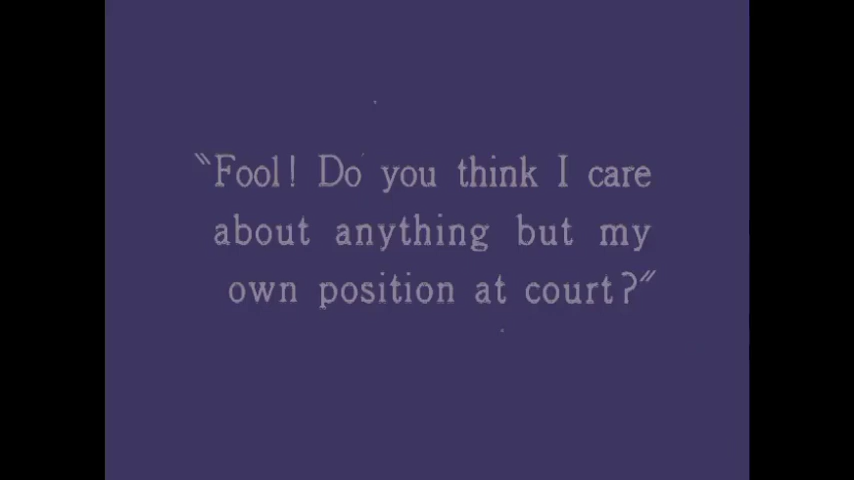 "Fool! Do you think I care
about anything but my
own position at court?"